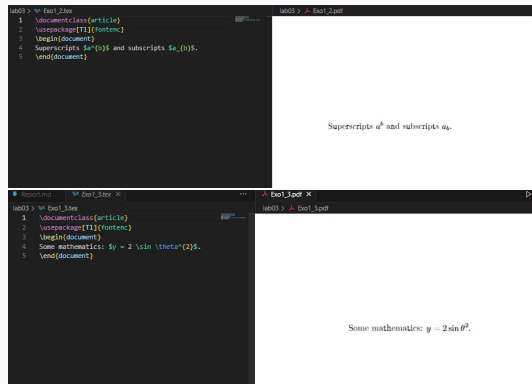 lab03 > Exo1_2.tex
1 \documentclass{article}
2 \usepackage[T1]{fontenc}
3 \begin{document}
4 Superscripts $a^{b}$ and subscripts $a_{b}$.
5 \end{document}
lab03 > Exo1_2.pdf
Superscripts a^b and subscripts a_b.
Report.md Exo1_3.tex × ···
lab03 > Exo1_3.tex
1 \documentclass{article}
2 \usepackage[T1]{fontenc}
3 \begin{document}
4 Some mathematics: $y = 2 \sin \theta^{2}$.
5 \end{document}
Exo1_3.pdf ×
lab03 > Exo1_3.pdf
Some mathematics: y = 2 sin θ².